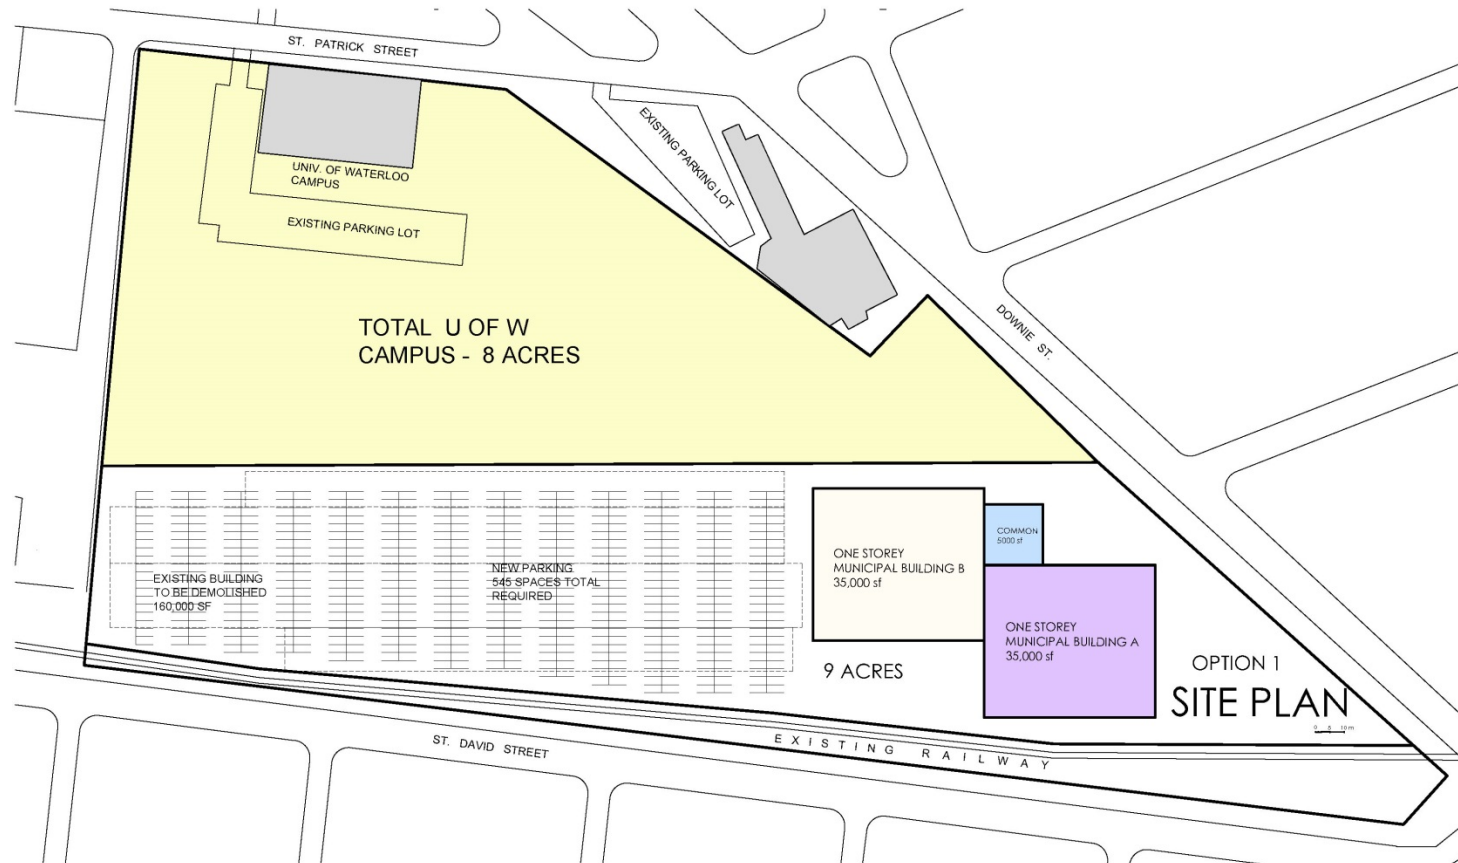 ST. PATRICK STREET
EXISTING PARKING LOT
UNIV. OF WATERLOO
CAMPUS
EXISTING PARKING LOT
TOTAL U OF W
CAMPUS - 8 ACRES
DOWNIE ST.
COMMON
5000 sf
ONE STOREY
MUNICIPAL BUILDING B
35,000 sf
EXISTING BUILDING
TO BE DEMOLISHED
160,000 SF
NEW PARKING
545 SPACES TOTAL
REQUIRED
ONE STOREY
MUNICIPAL BUILDING A
35,000 sf
9 ACRES
OPTION 1
SITE PLAN
ST. DAVID STREET
EXISTING RAILWAY